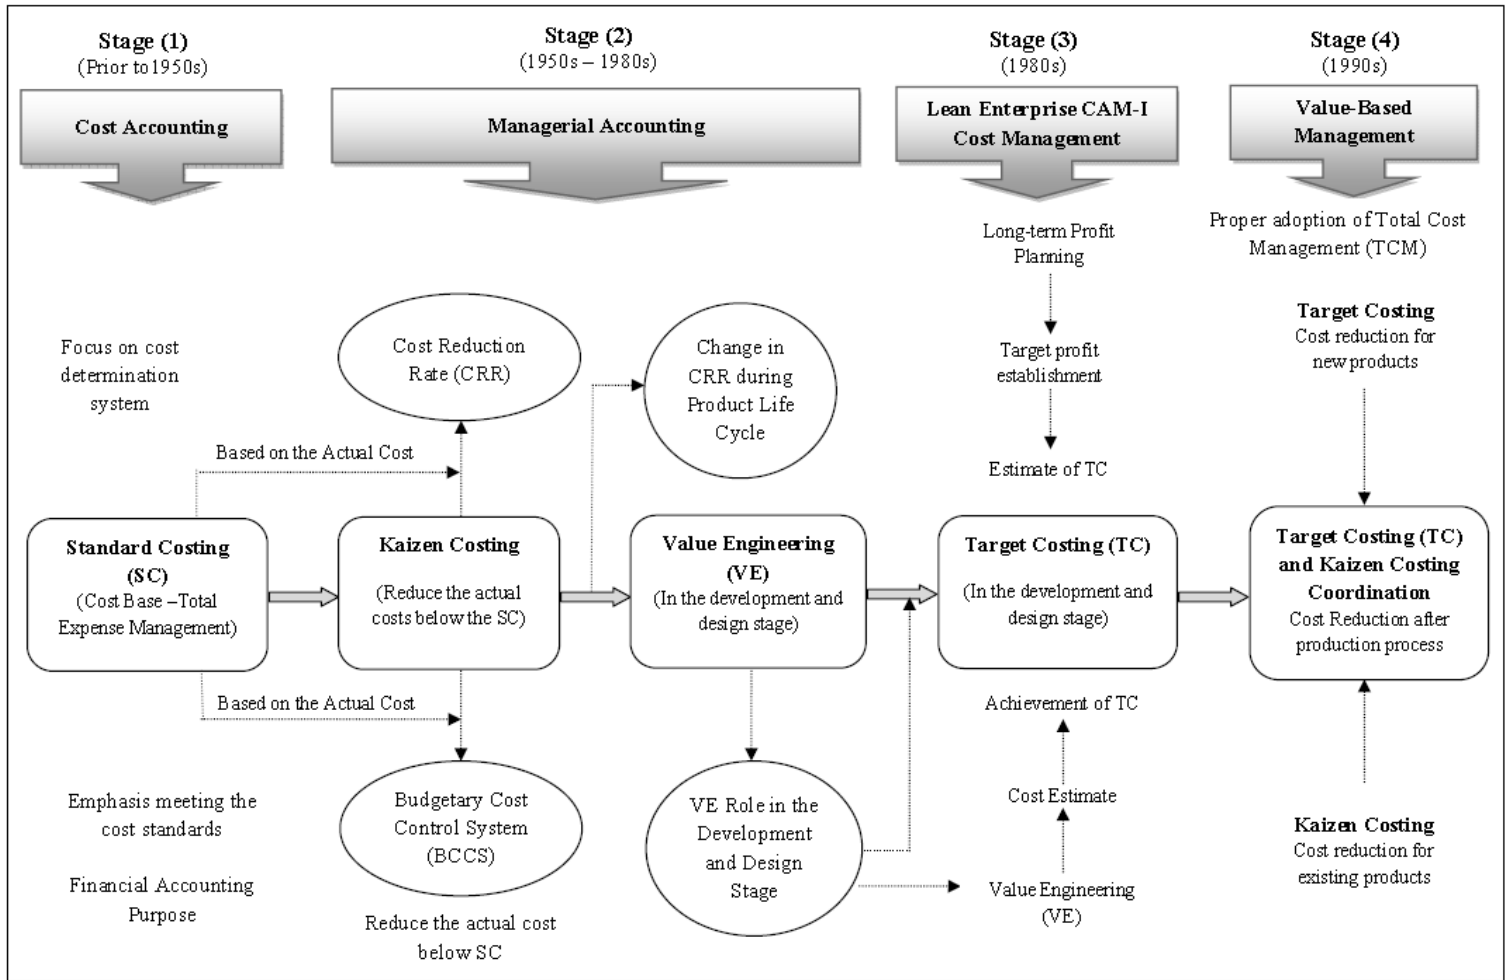 Stage (1)
(Prior to 1950s)
Cost Accounting
Stage (2)
(1950s – 1980s)
Managerial Accounting
Stage (3)
(1980s)
Lean Enterprise CAM-I
Cost Management
Stage (4)
(1990s)
Value-Based
Management
Focus on cost
determination
system
Cost Reduction
Rate (CRR)
Change in
CRR during
Product Life
Cycle
Long-term Profit
Planning
Target profit
establishment
Estimate of TC
Proper adoption of Total Cost
Management (TCM)
Target Costing
Cost reduction for
new products
Based on the Actual Cost
Standard Costing
(SC)
(Cost Base –Total
Expense Management)
Kaizen Costing
(Reduce the actual
costs below the SC)
Value Engineering
(VE)
(In the development and
design stage)
Target Costing (TC)
(In the development and
design stage)
Target Costing (TC)
and Kaizen Costing
Coordination
Cost Reduction after
production process
Based on the Actual Cost
Emphasis meeting the
cost standards
Financial Accounting
Purpose
Budgetary Cost
Control System
(BCCS)
Reduce the actual cost
below SC
VE Role in the
Development
and Design
Stage
Achievement of TC
Cost Estimate
Value Engineering
(VE)
Kaizen Costing
Cost reduction for
existing products